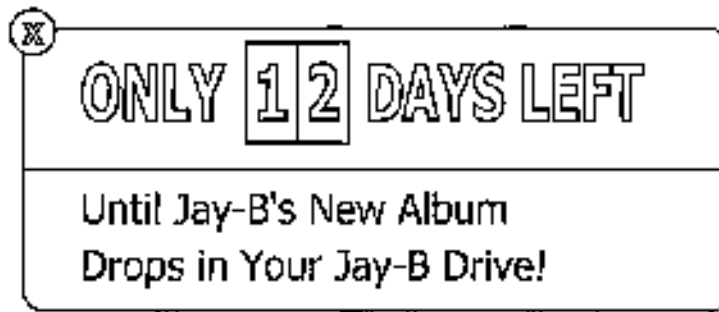 X
ONLY 12 DAYS LEFT
Until Jay-B's New Album
Drops in Your Jay-B Drive!